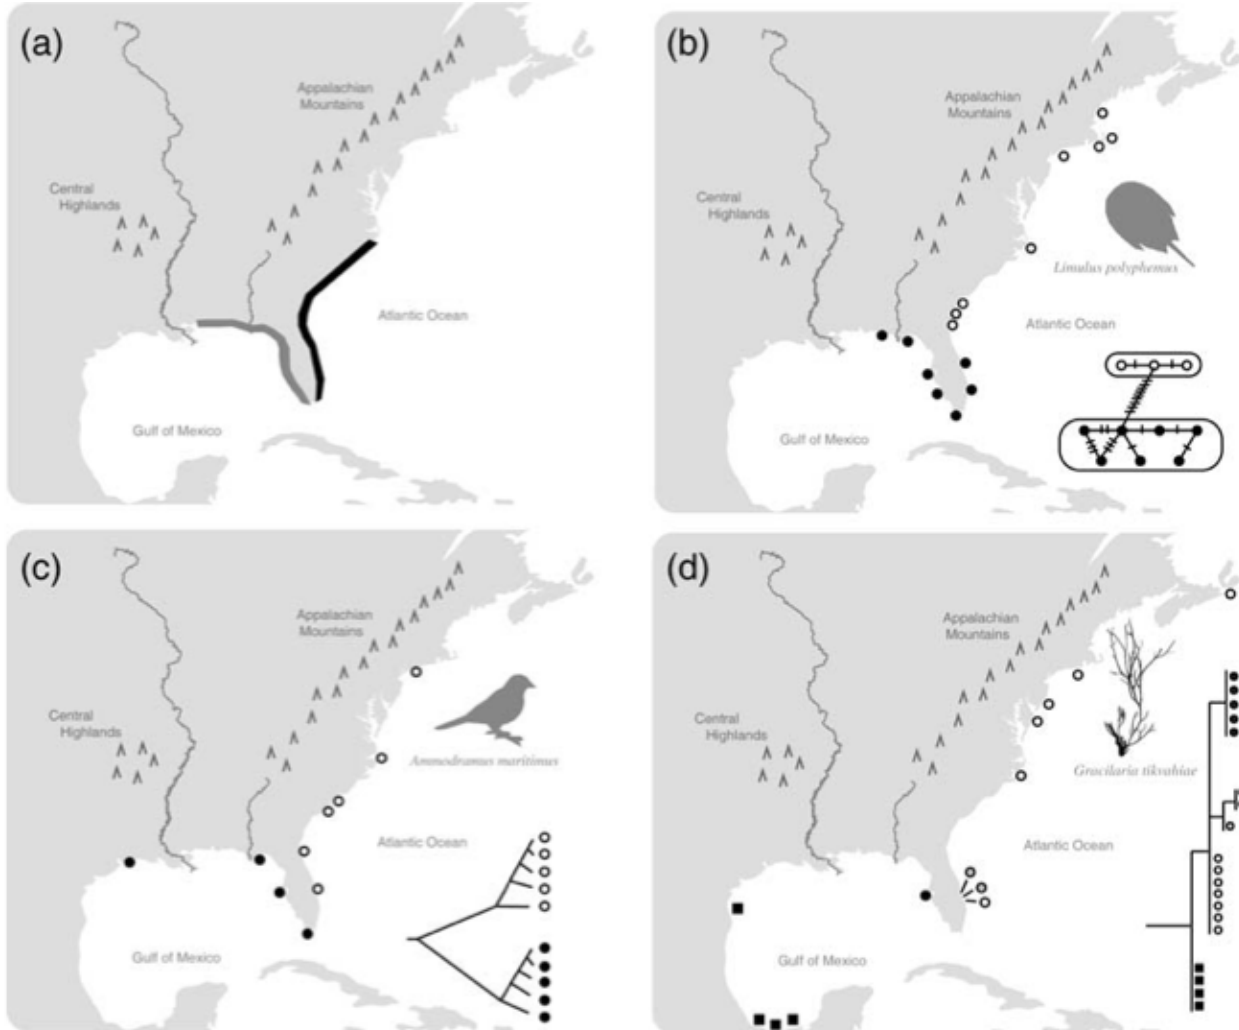 (a)
Appalachian
Mountains
Central
Highlands
Atlantic Ocean
Gulf of Mexico
(b)
Appalachian
Mountains
Central
Highlands
Limulus polyphemus
Atlantic Ocean
Gulf of Mexico
(c)
Appalachian
Mountains
Central
Highlands
Ammodramus maritimus
Atlantic Ocean
Gulf of Mexico
(d)
Appalachian
Mountains
Central
Highlands
Gracilaria tikvahiae
Atlantic Ocean
Gulf of Mexico